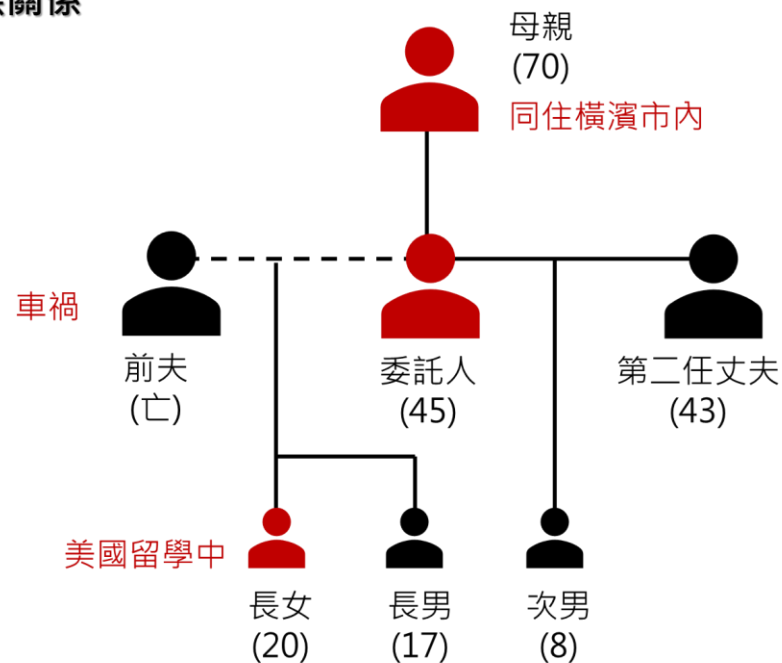 關係
母親
(70)
同住橫濱市內
車禍
前夫
(亡)
委託人
(45)
第二任丈夫
(43)
美國留學中
長女
(20)
長男
(17)
次男
(8)